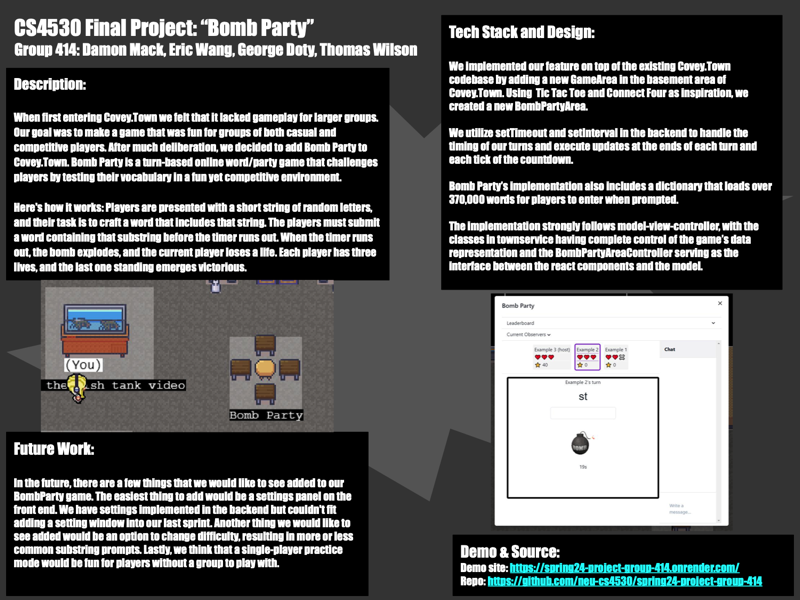 CS4530 Final Project: “Bomb Party”
Group 414: Damon Mack, Eric Wang, George Doty, Thomas Wilson
Description:
When first entering Covey.Town we felt that it lacked gameplay for larger groups.
Our goal was to make a game that was fun for groups of both casual and
competitive players. After much deliberation, we decided to add Bomb Party to
Covey.Town. Bomb Party is a turn-based online word/party game that challenges
players by testing their vocabulary in a fun yet competitive environment.
Here's how it works: Players are presented with a short string of random letters,
and their task is to craft a word that includes that string. The players must submit
a word containing that substring before the timer runs out. When the timer runs
out, the bomb explodes, and the current player loses a life. Each player has three
lives, and the last one standing emerges victorious.
(You)
the fish tank video
Bomb Party
Future Work:
In the future, there are a few things that we would like to see added to our
BombParty game. The easiest thing to add would be a settings panel on the
front end. We have settings implemented in the backend but couldn't fit
adding a setting window into our last sprint. Another thing we would like to
see added would be an option to change difficulty, resulting in more or less
common substring prompts. Lastly, we think that a single-player practice
mode would be fun for players without a group to play with.
Tech Stack and Design:
We implemented our feature on top of the existing Covey.Town
codebase by adding a new GameArea in the basement area of
Covey.Town. Using Tic Tac Toe and Connect Four as inspiration, we
created a new BombPartyArea.
We utilize setTimeout and setInterval in the backend to handle the
timing of our turns and execute updates at the ends of each turn and
each tick of the countdown.
Bomb Party’s implementation also includes a dictionary that loads over
370,000 words for players to enter when prompted.
The implementation strongly follows model-view-controller, with the
classes in townservice having complete control of the game’s data
representation and the BombPartyAreaController serving as the
interface between the react components and the model.
Bomb Party
Leaderboard
Current Observers
Example 3 (host) Example 2 Example 1
40 0 0
Chat
Example 2's turn
st
19s
Write a
message...
Demo & Source:
Demo site: https://spring24-project-group-414.onrender.com/
Repo: https://github.com/neu-cs4530/spring24-project-group-414